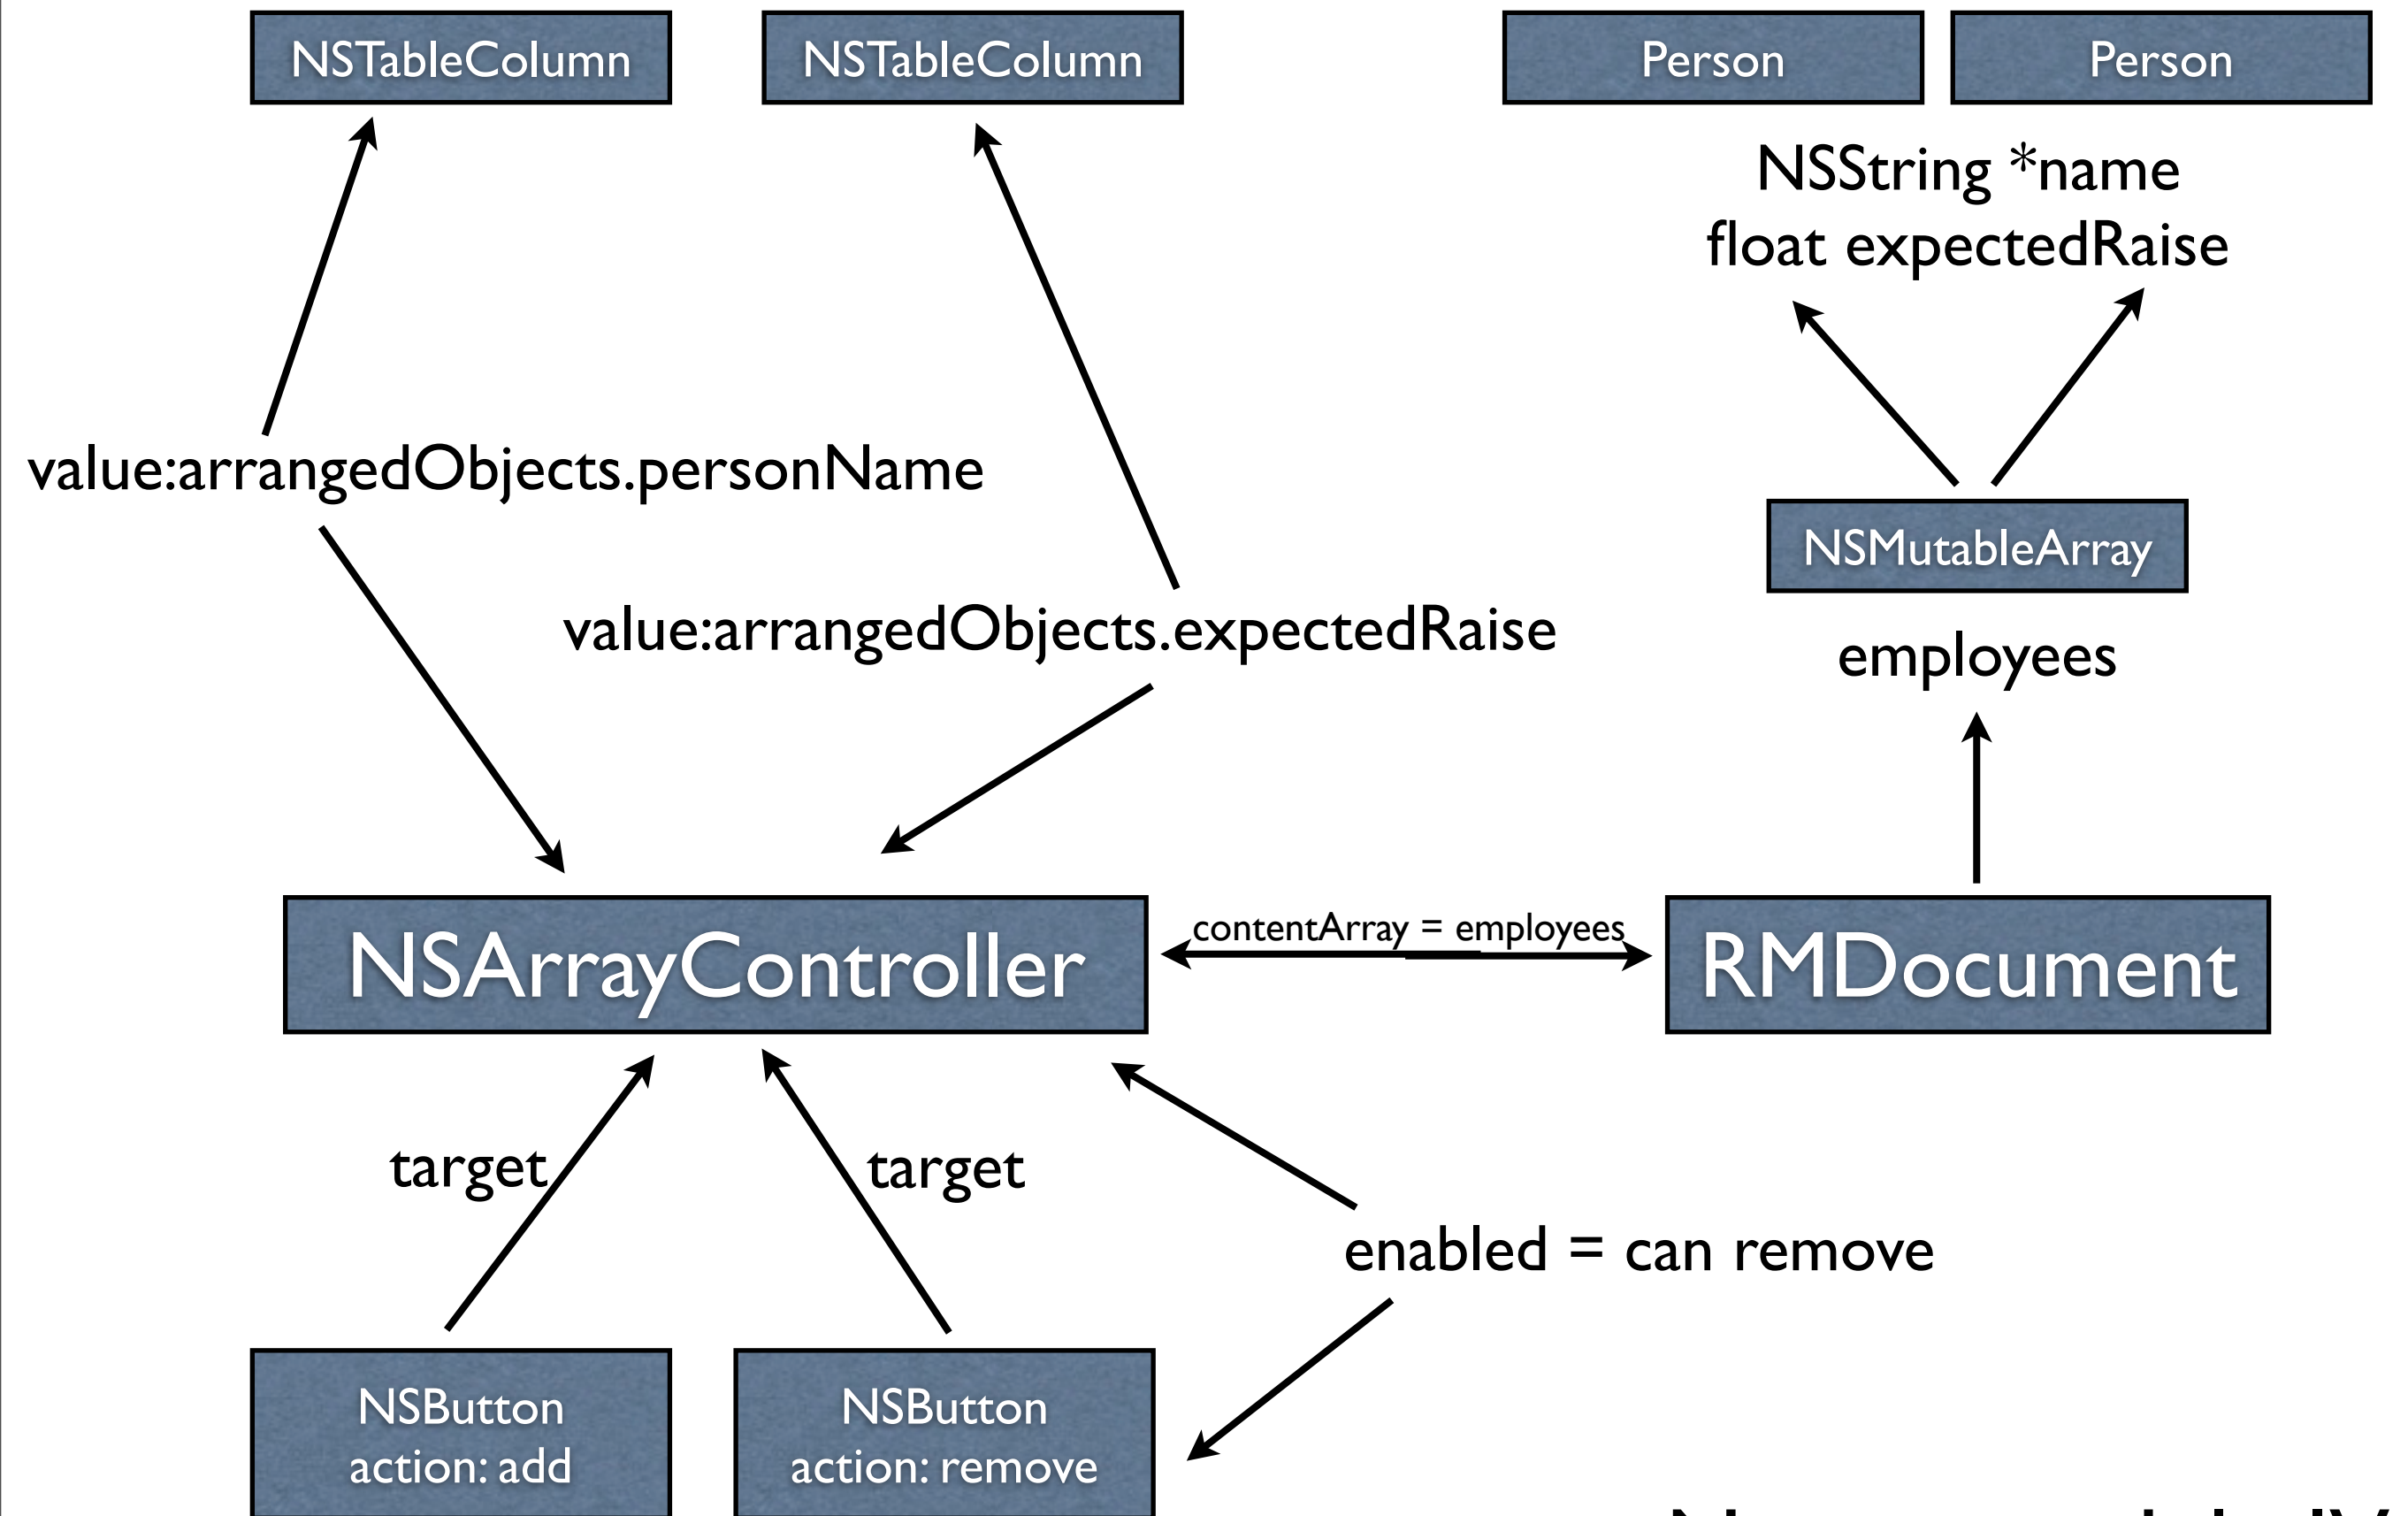 NSTableColumn
NSTableColumn
Person
Person
NSString *name
float expectedRaise
value:arrangedObjects.personName
NSMutableArray
value:arrangedObjects.expectedRaise
employees
contentArray = employees
NSArrayController
RMDocument
target
target
enabled = can remove
NSButton
action: add
NSButton
action: remove